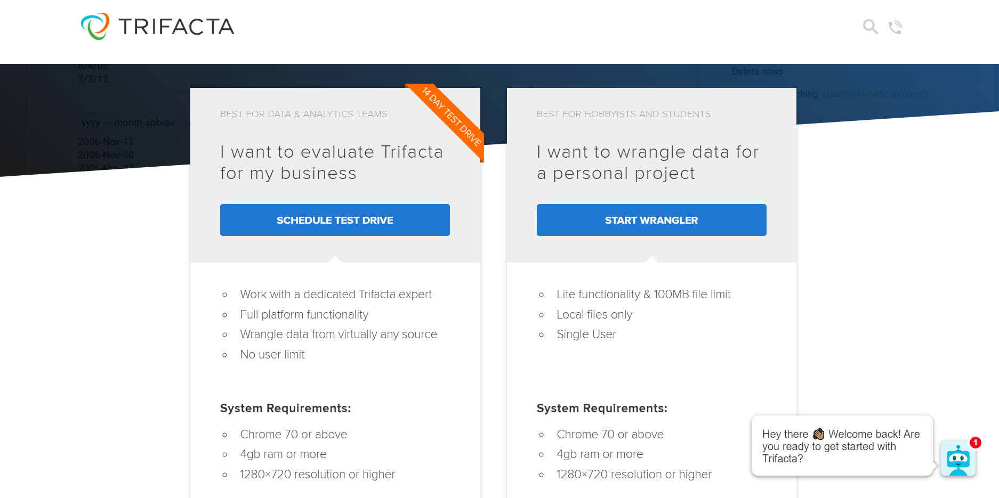 TRIFACTA
8/4/08
7/3/12
Delete rows
ching `{start}({m}/{dd}/{yy}){end}`
yyyy - month-abbrev -
2006-Nov-11
2006-Nov-30
2006-Nov-27
14 DAY TEST DRIVE
BEST FOR DATA & ANALYTICS TEAMS
I want to evaluate Trifacta
for my business
SCHEDULE TEST DRIVE
Work with a dedicated Trifacta expert
Full platform functionality
Wrangle data from virtually any source
No user limit
System Requirements:
Chrome 70 or above
4gb ram or more
1280×720 resolution or higher
BEST FOR HOBBYISTS AND STUDENTS
I want to wrangle data for
a personal project
START WRANGLER
Lite functionality & 100MB file limit
Local files only
Single User
System Requirements:
Chrome 70 or above
4gb ram or more
1280×720 resolution or higher
Hey there 👋🏽 Welcome back! Are
you ready to get started with
Trifacta?
1